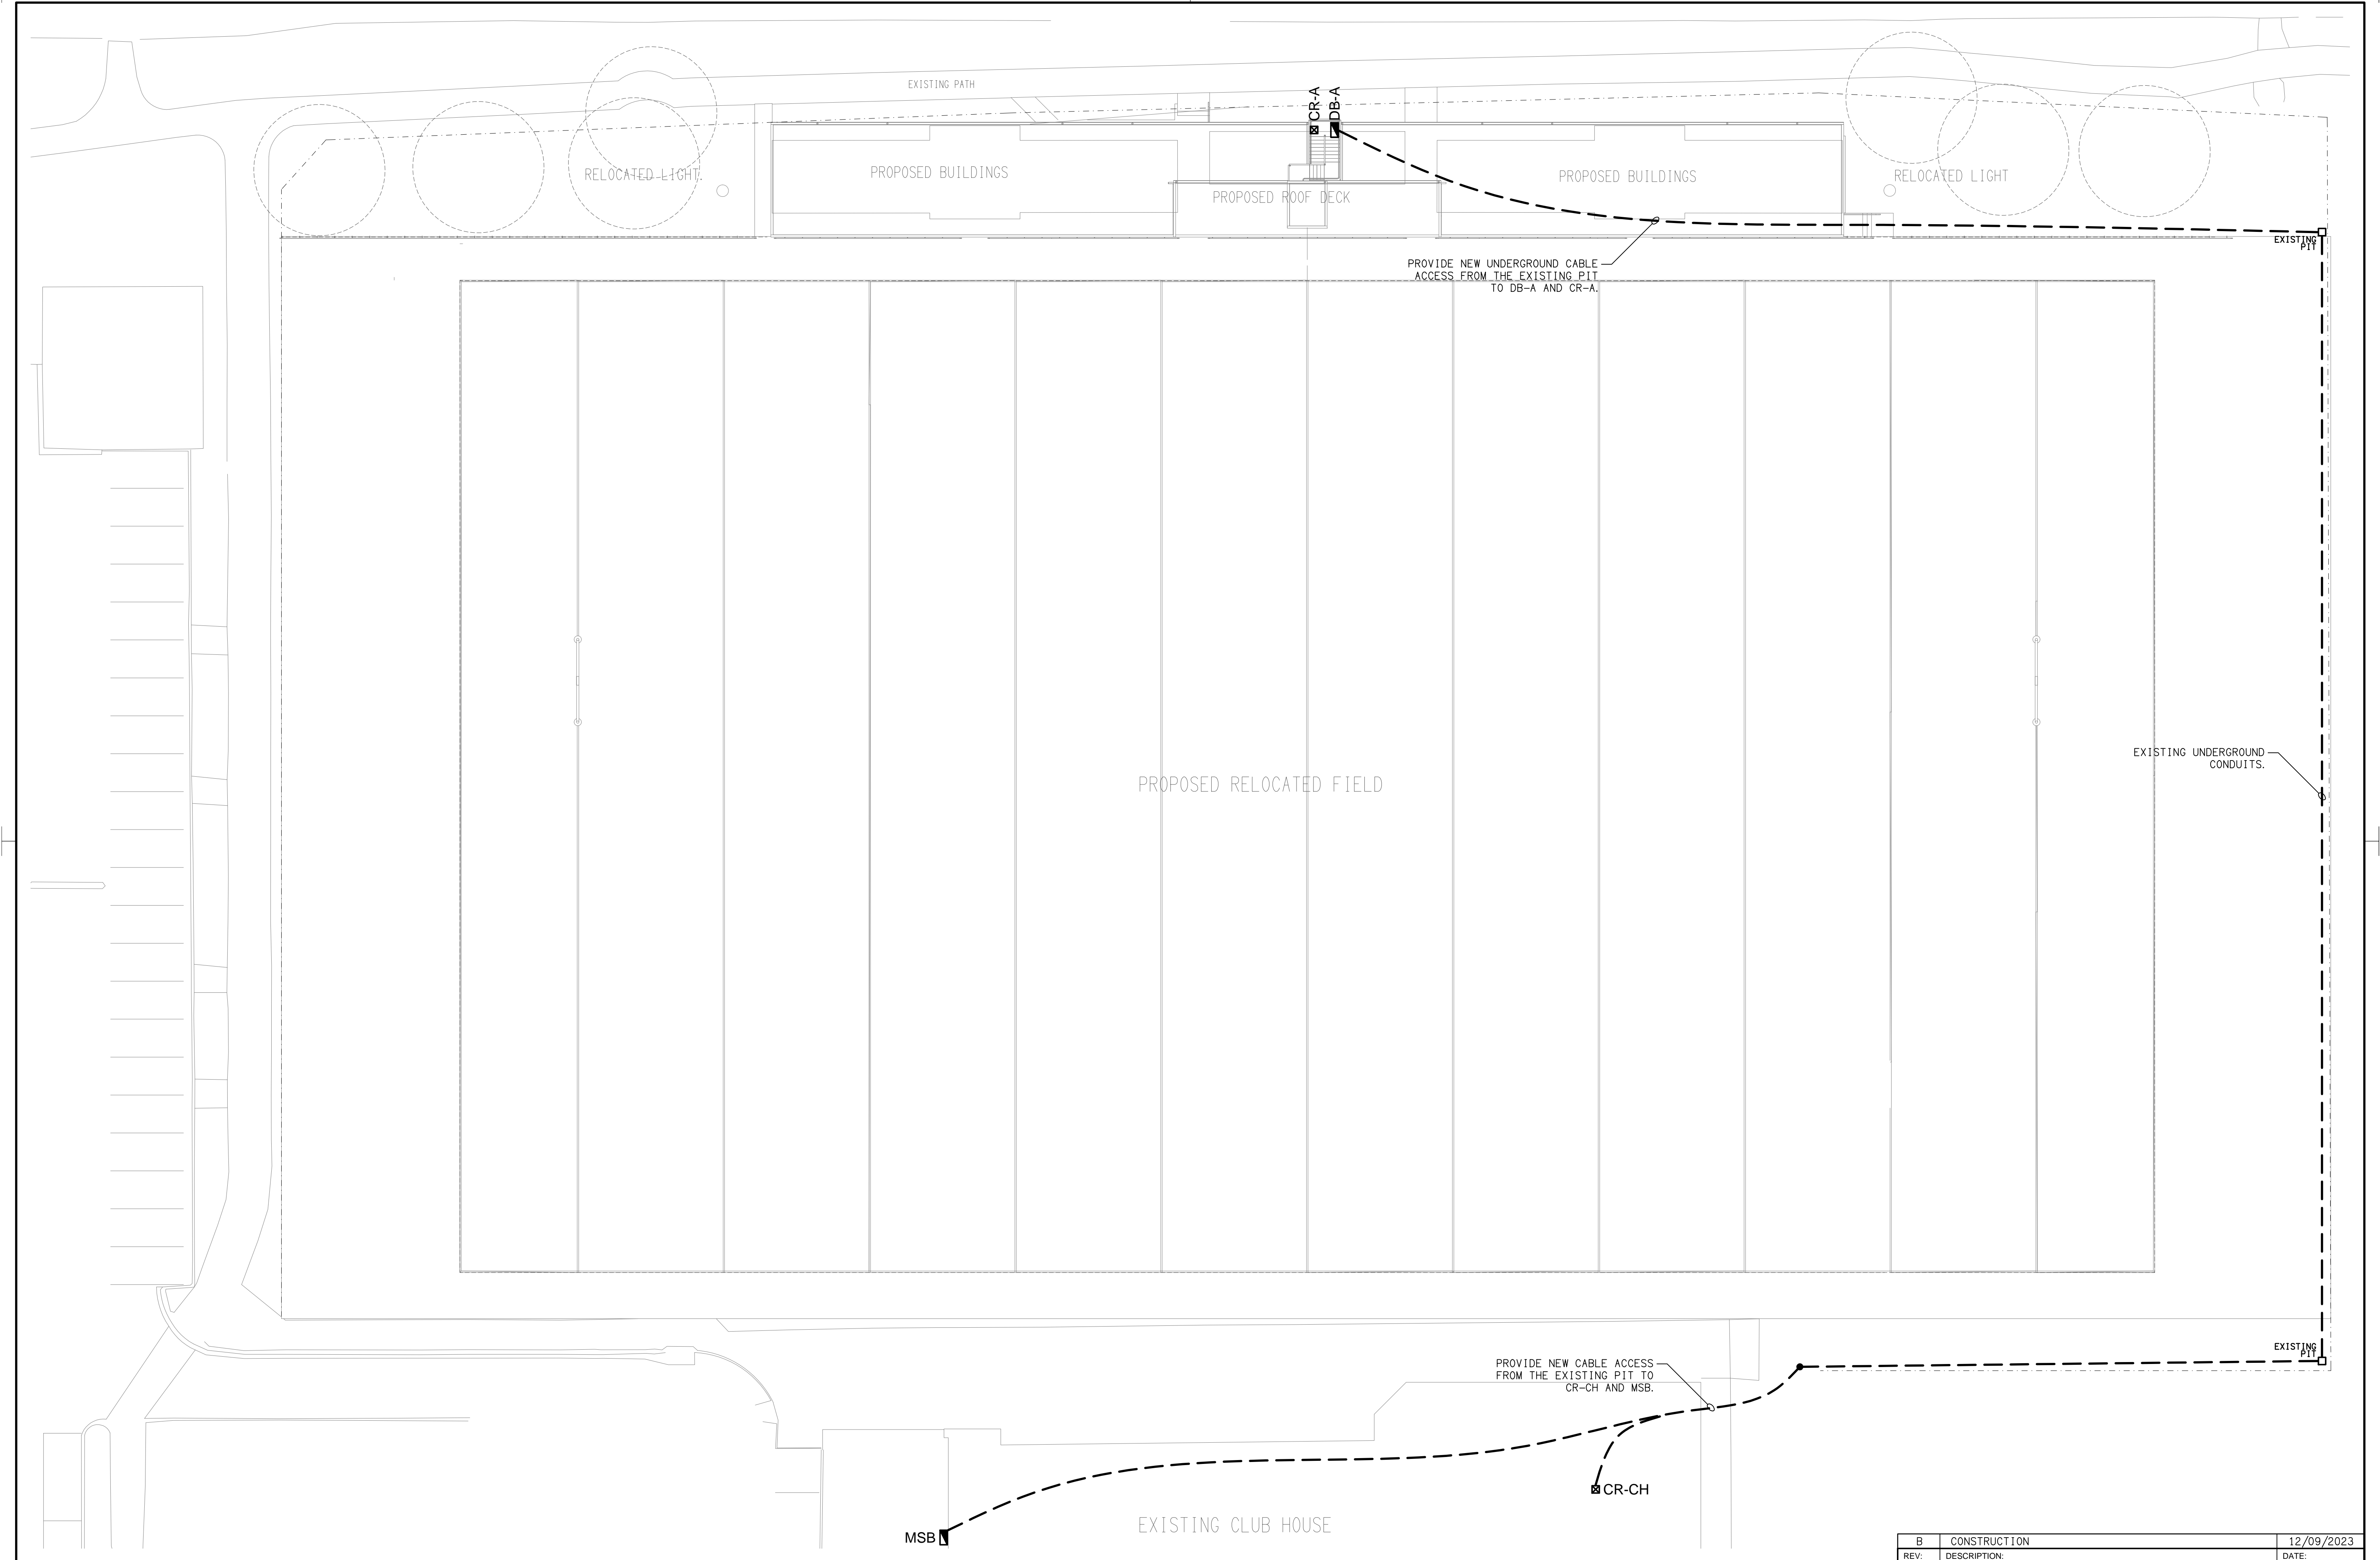 EXISTING PATH
CR-A
DB-A
RELOCATED LIGHT.
PROPOSED BUILDINGS
PROPOSED ROOF DECK
PROPOSED BUILDINGS
RELOCATED LIGHT
EXISTING
PIT
PROVIDE NEW UNDERGROUND CABLE
ACCESS FROM THE EXISTING PIT
TO DB-A AND CR-A.
EXISTING UNDERGROUND
CONDUITS.
PROPOSED RELOCATED FIELD
EXISTING
PIT
PROVIDE NEW CABLE ACCESS
FROM THE EXISTING PIT TO
CR-CH AND MSB.
CR-CH
EXISTING CLUB HOUSE
MSB
B CONSTRUCTION 12/09/2023
REV: DESCRIPTION: DATE: